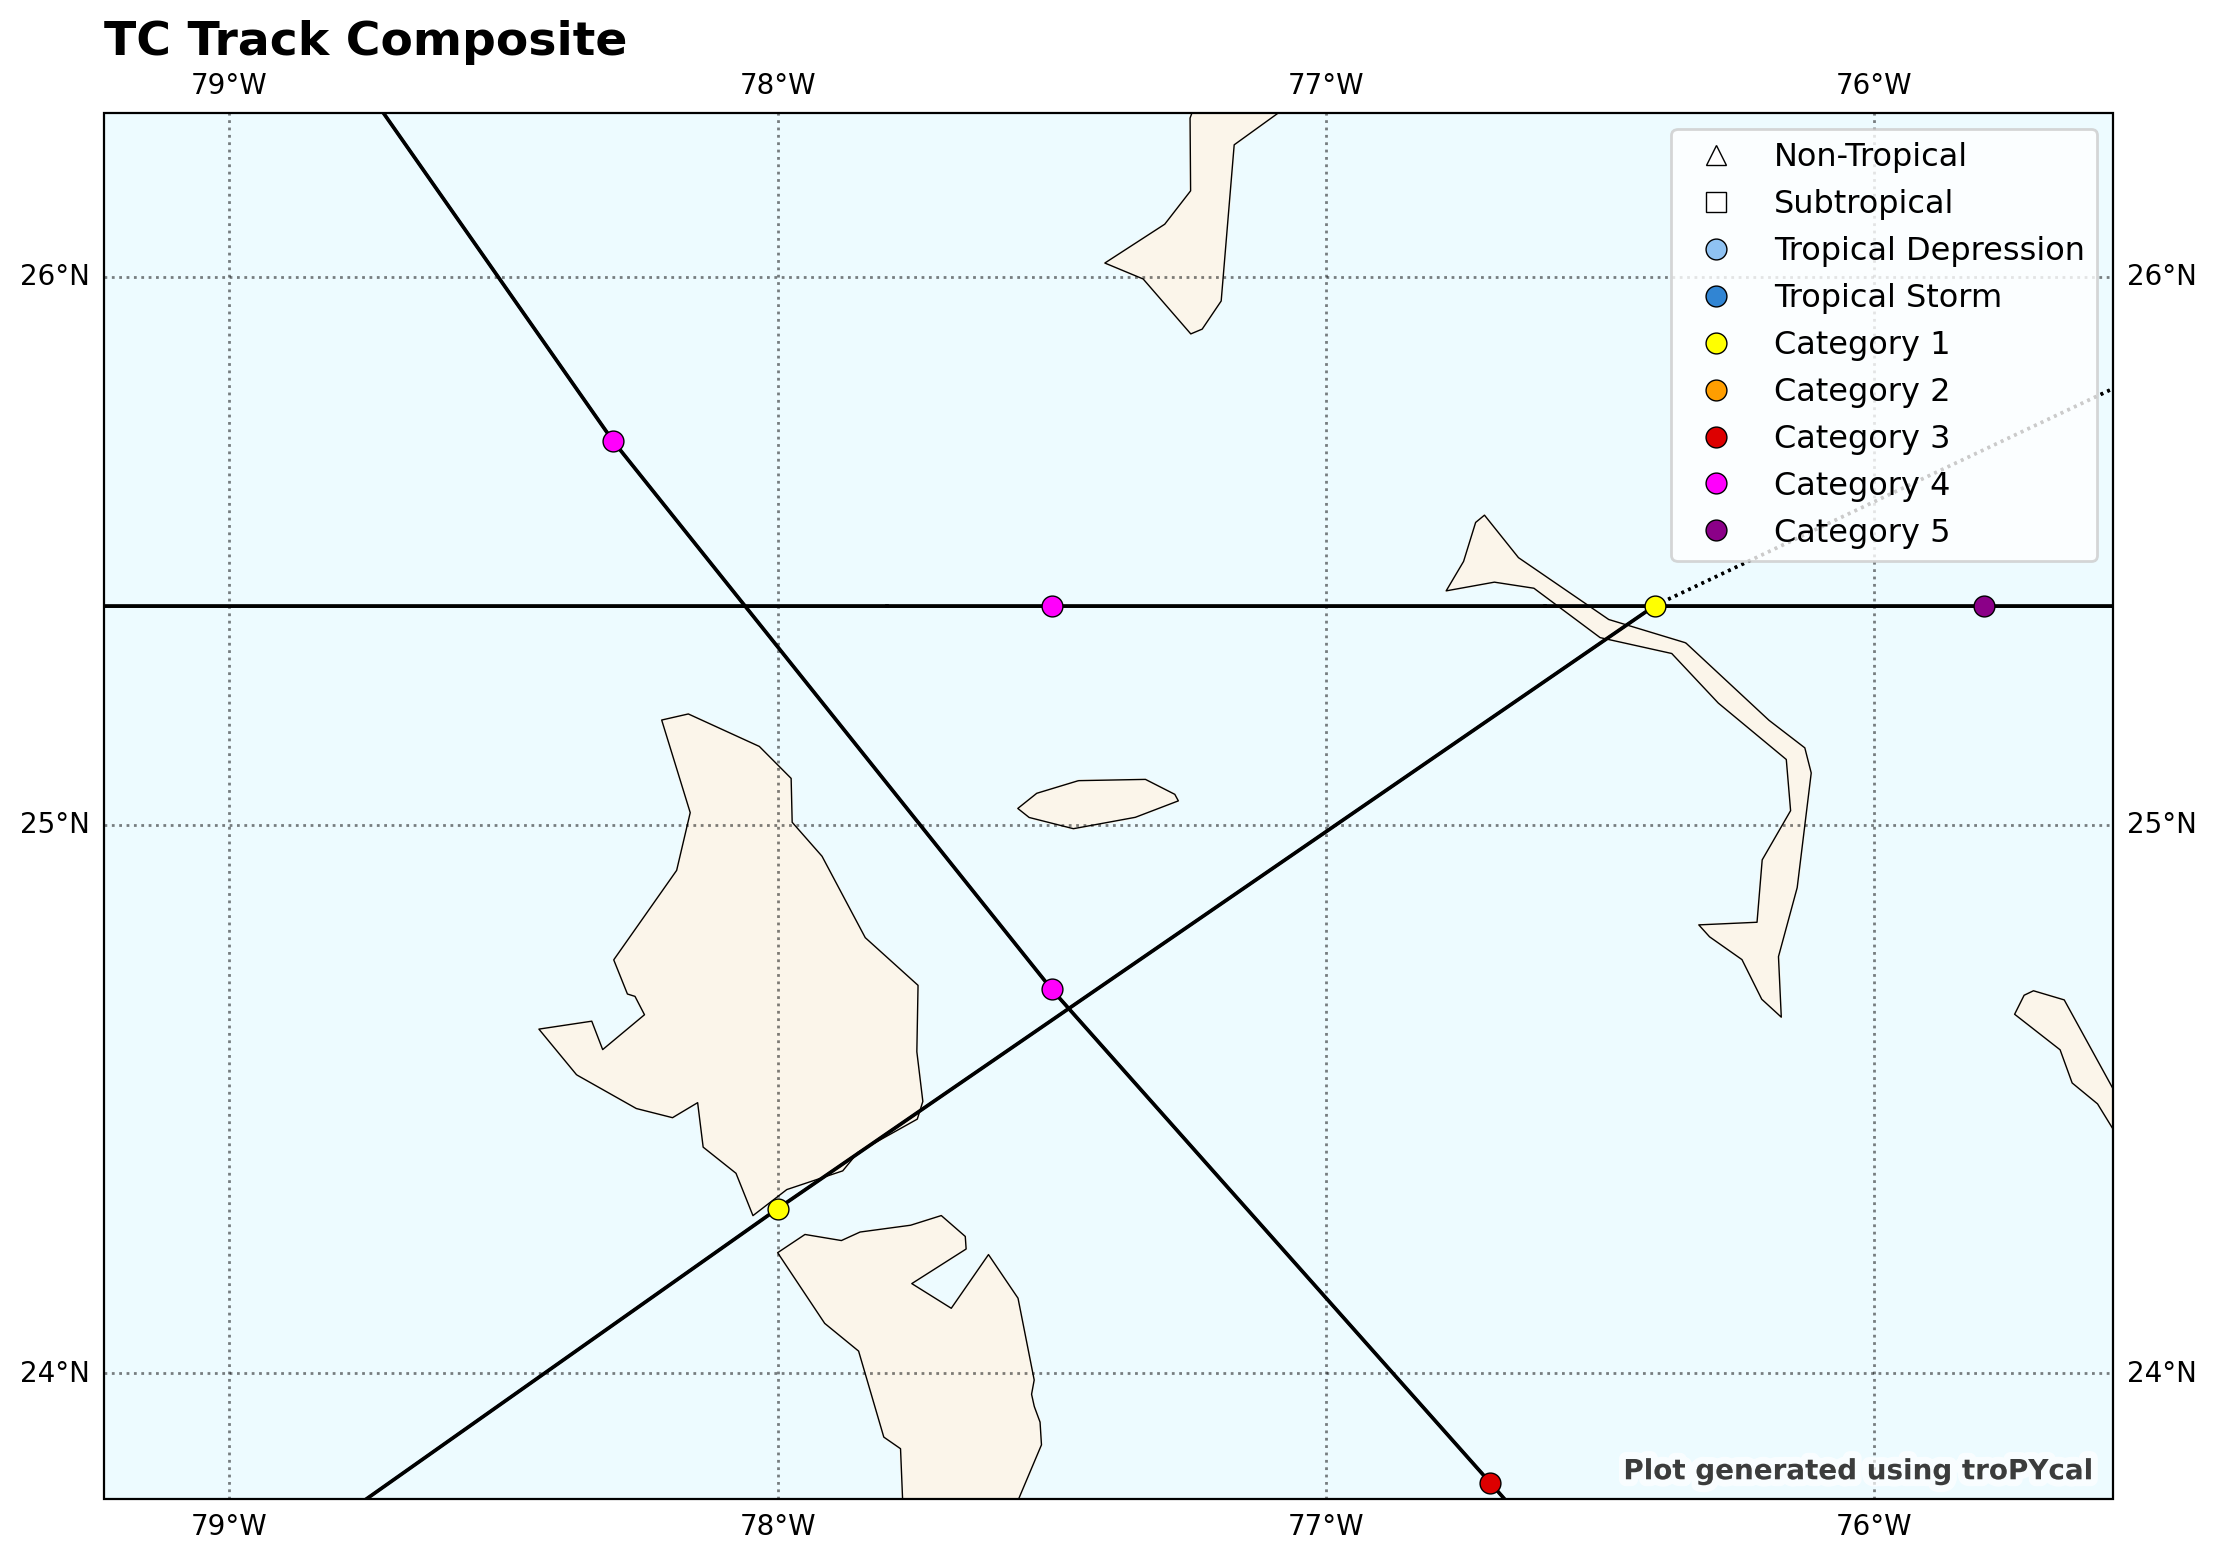 TC Track Composite
79°W 78°W 77°W 76°W
Non-Tropical
Subtropical
26°N Tropical Depression 26°N
Tropical Storm
Category 1
Category 2
Category 3
Category 4
Category 5
25°N 25°N
24°N 24°N
Plot generated using troPYcal
79°W 78°W 77°W 76°W